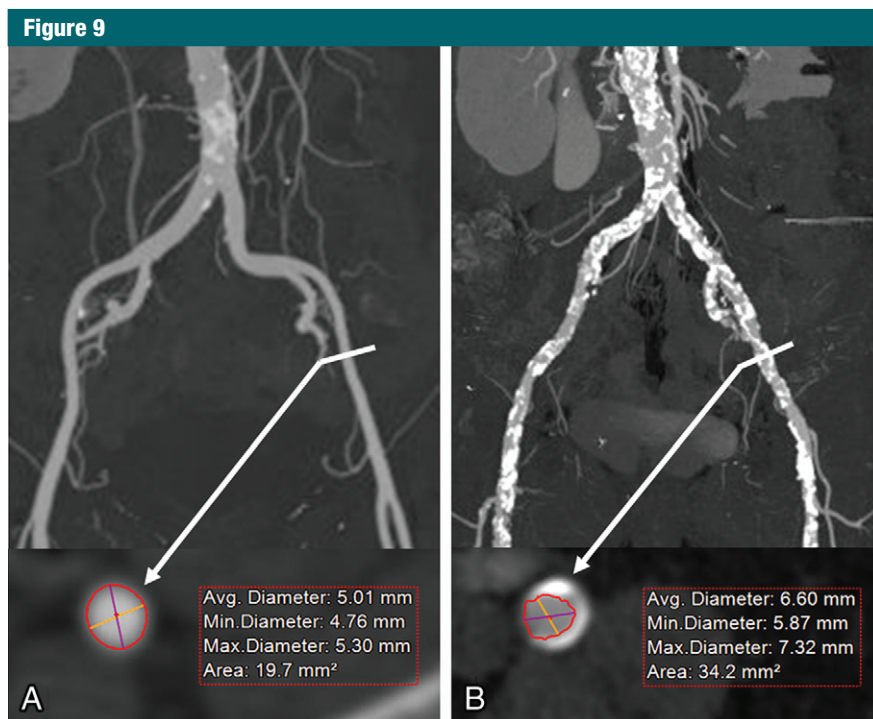 Figure 9
Avg. Diameter: 5.01 mm
Min.Diameter: 4.76 mm
Max.Diameter: 5.30 mm
Area: 19.7 mm²
A
Avg. Diameter: 6.60 mm
Min.Diameter: 5.87 mm
Max.Diameter: 7.32 mm
Area: 34.2 mm²
B